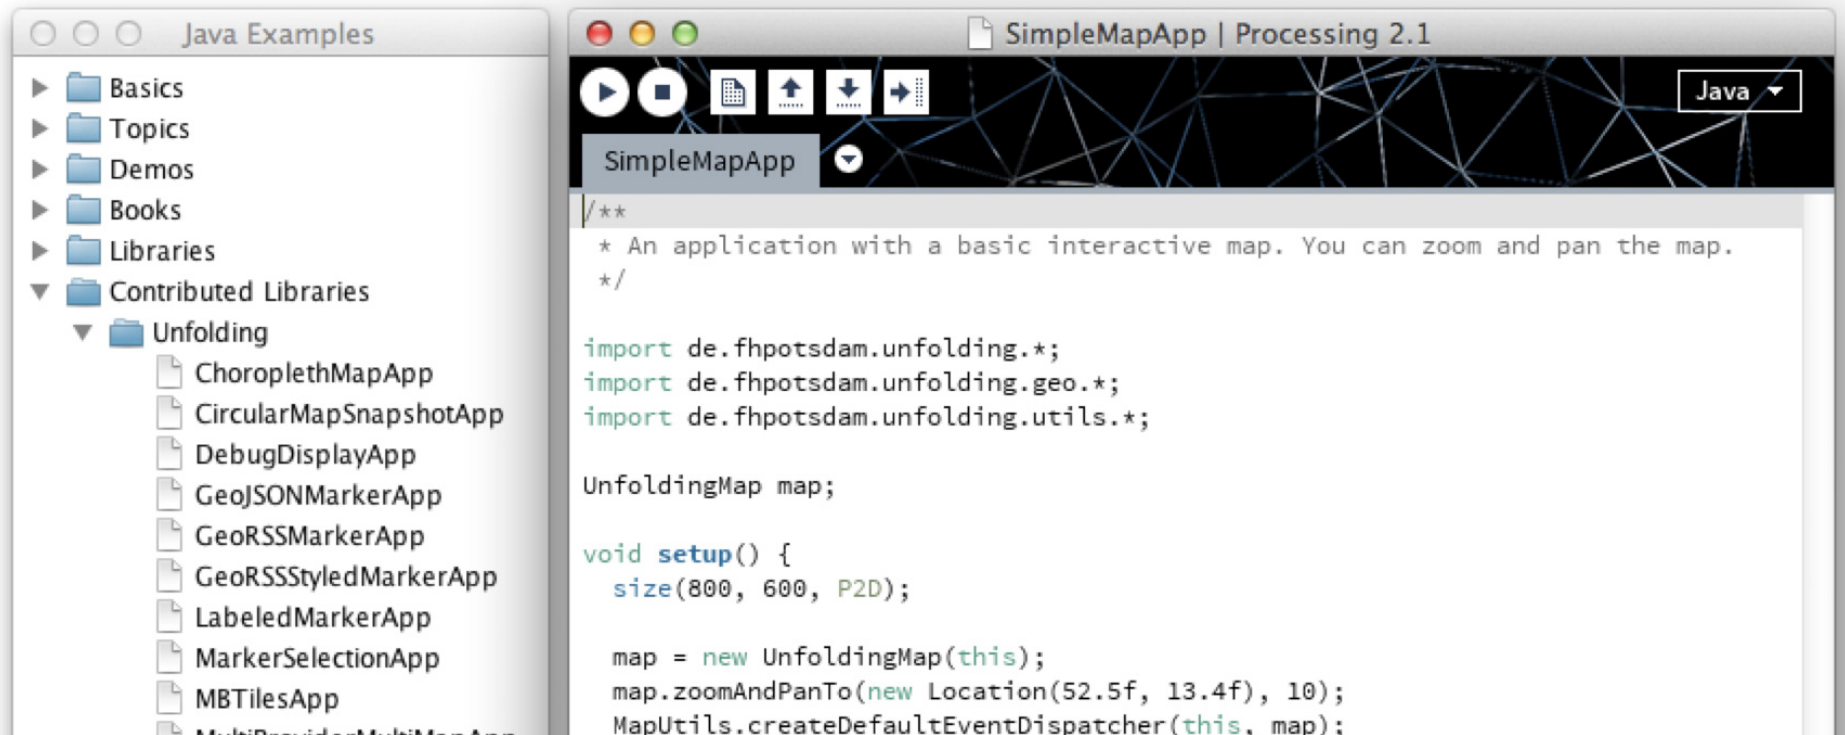 Java Examples
Basics
Topics
Demos
Books
Libraries
Contributed Libraries
Unfolding
ChoroplethMapApp
CircularMapSnapshotApp
DebugDisplayApp
GeoJSONMarkerApp
GeoRSSMarkerApp
GeoRSSStyledMarkerApp
LabeledMarkerApp
MarkerSelectionApp
MBTilesApp
MultiProviderMultiMapApp
SimpleMapApp | Processing 2.1
Java
SimpleMapApp
/**
 * An application with a basic interactive map. You can zoom and pan the map.
 */
import de.fhpotsdam.unfolding.*;
import de.fhpotsdam.unfolding.geo.*;
import de.fhpotsdam.unfolding.utils.*;
UnfoldingMap map;
void setup() {
  size(800, 600, P2D);
  map = new UnfoldingMap(this);
  map.zoomAndPanTo(new Location(52.5f, 13.4f), 10);
  MapUtils.createDefaultEventDispatcher(this, map);